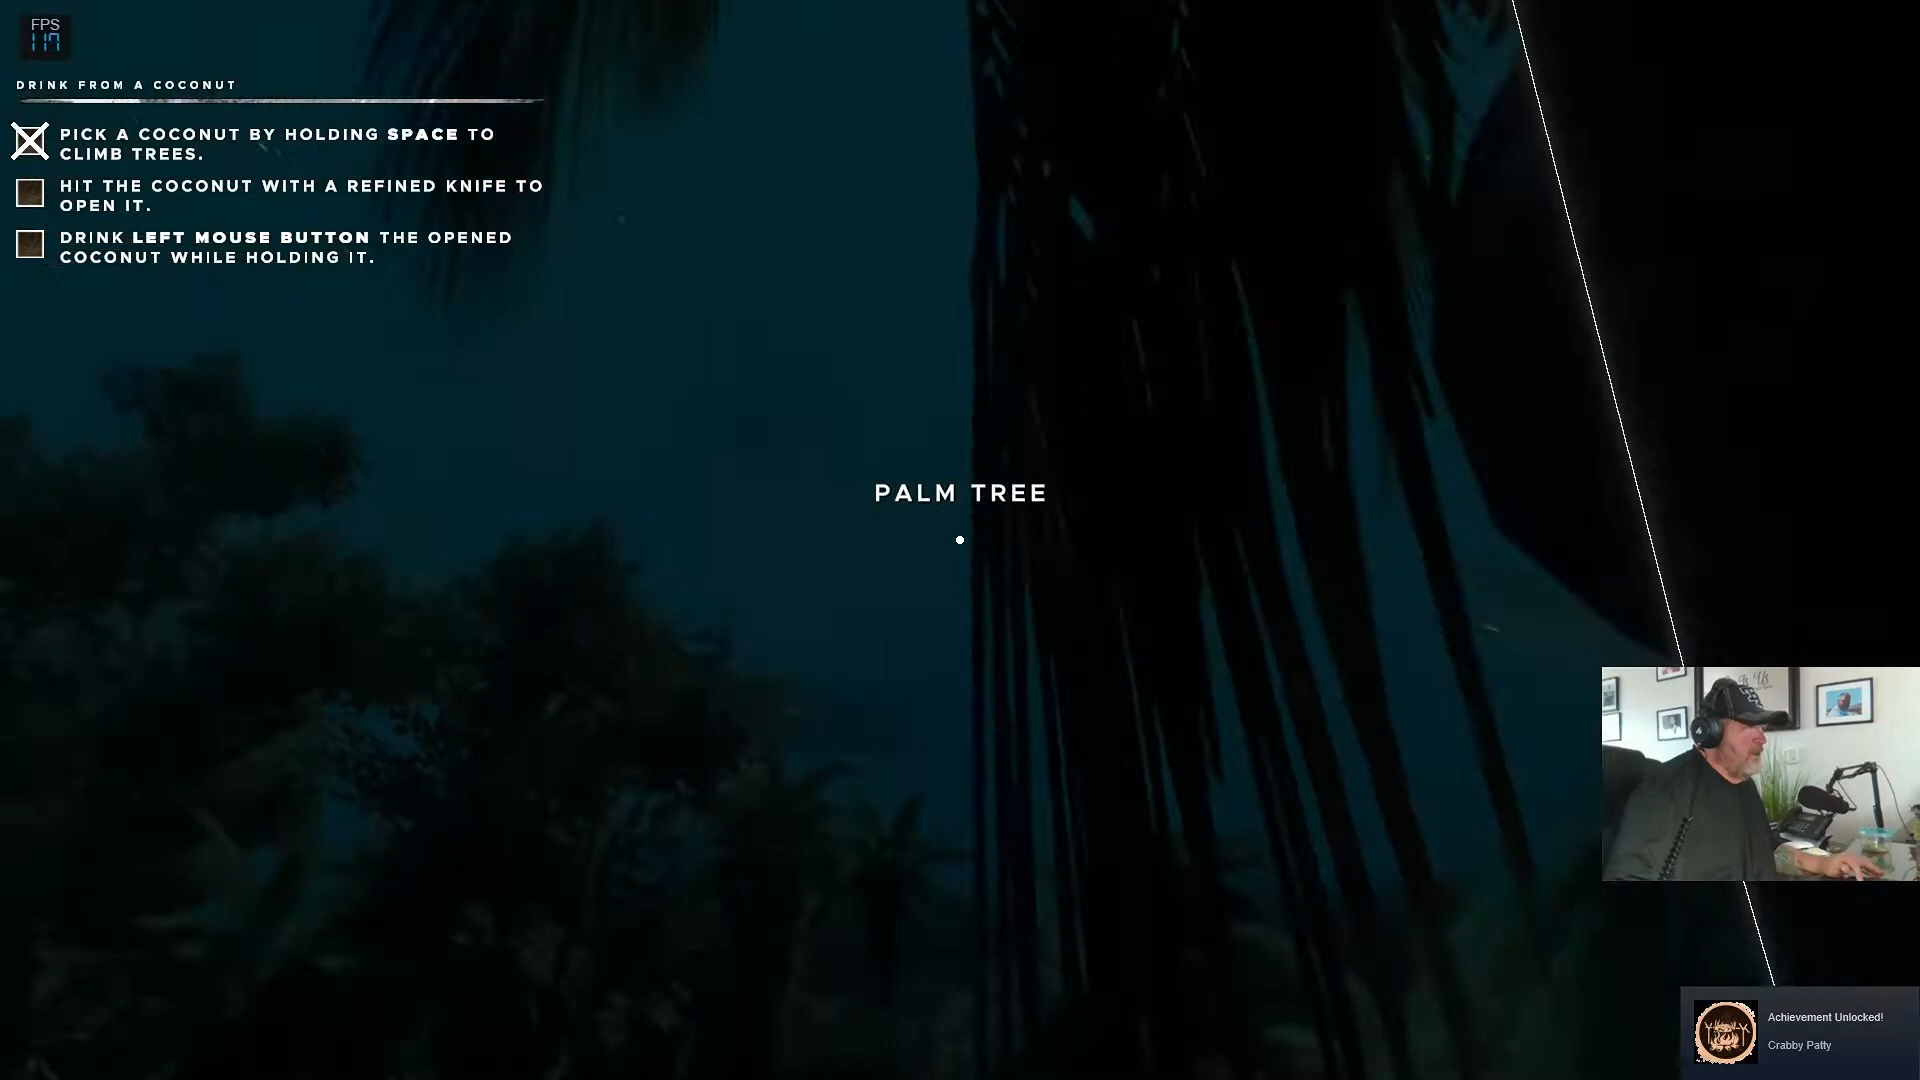 FPS
DRINK FROM A COCONUT
PICK A COCONUT BY HOLDING SPACE TO
CLIMB TREES.
HIT THE COCONUT WITH A REFINED KNIFE TO
OPEN IT.
DRINK LEFT MOUSE BUTTON THE OPENED
COCONUT WHILE HOLDING IT.
PALM TREE
Achievement Unlocked!
Crabby Patty